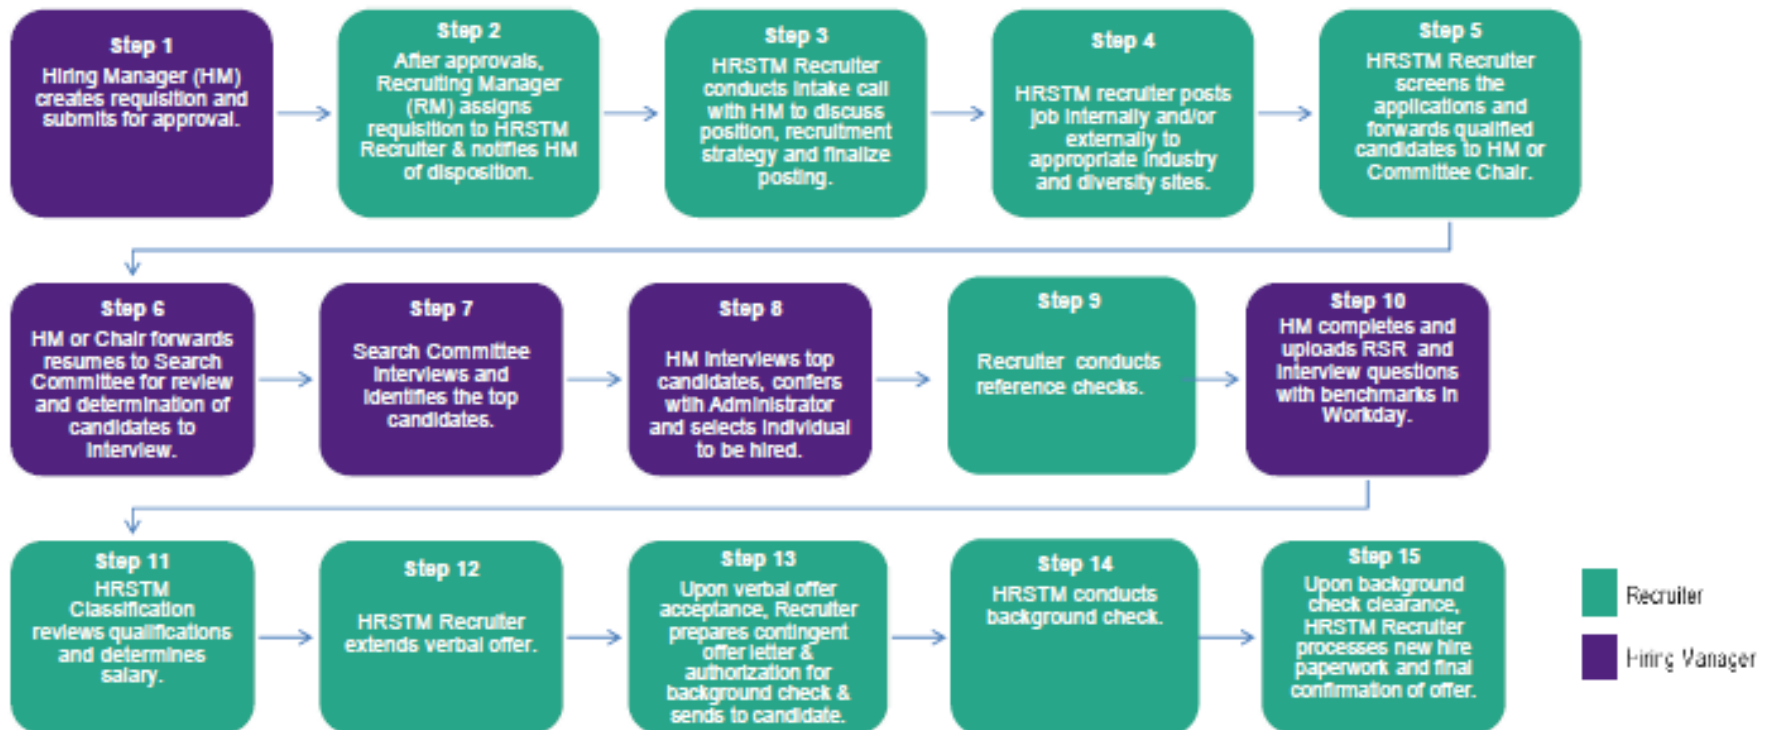 Step 1
Hiring Manager (HM)
creates requisition and
submits for approval.
Step 2
After approvals,
Recruiting Manager
(RM) assigns
requisition to HRSTM
Recruiter & notifies HM
of disposition.
Step 3
HRSTM Recruiter
conducts intake call
with HM to discuss
position, recruitment
strategy and finalize
posting.
Step 4
HRSTM recruiter posts
job internally and/or
externally to
appropriate industry
and diversity sites.
Step 5
HRSTM Recruiter
screens the
applications and
forwards qualified
candidates to HM or
Committee Chair.
Step 6
HM or Chair forwards
resumes to Search
Committee for review
and determination of
candidates to
interview.
Step 7
Search Committee
interviews and
identifies the top
candidates.
Step 8
HM interviews top
candidates, confers
wtih Administrator
and selects individual
to be hired.
Step 9
Recruiter conducts
reference checks.
Step 10
HM completes and
uploads RSR and
interview questions
with benchmarks in
Workday.
Step 11
HRSTM
Classification
reviews qualifications
and determines
salary.
Step 12
HRSTM Recruiter
extends verbal offer.
Step 13
Upon verbal offer
acceptance, Recruiter
prepares contingent
offer letter &
authorization for
background check &
sends to candidate.
Step 14
HRSTM conducts
background check.
Step 15
Upon background
check clearance,
HRSTM Recruiter
processes new hire
paperwork and final
confirmation of offer.
Recruiter
Hiring Manager